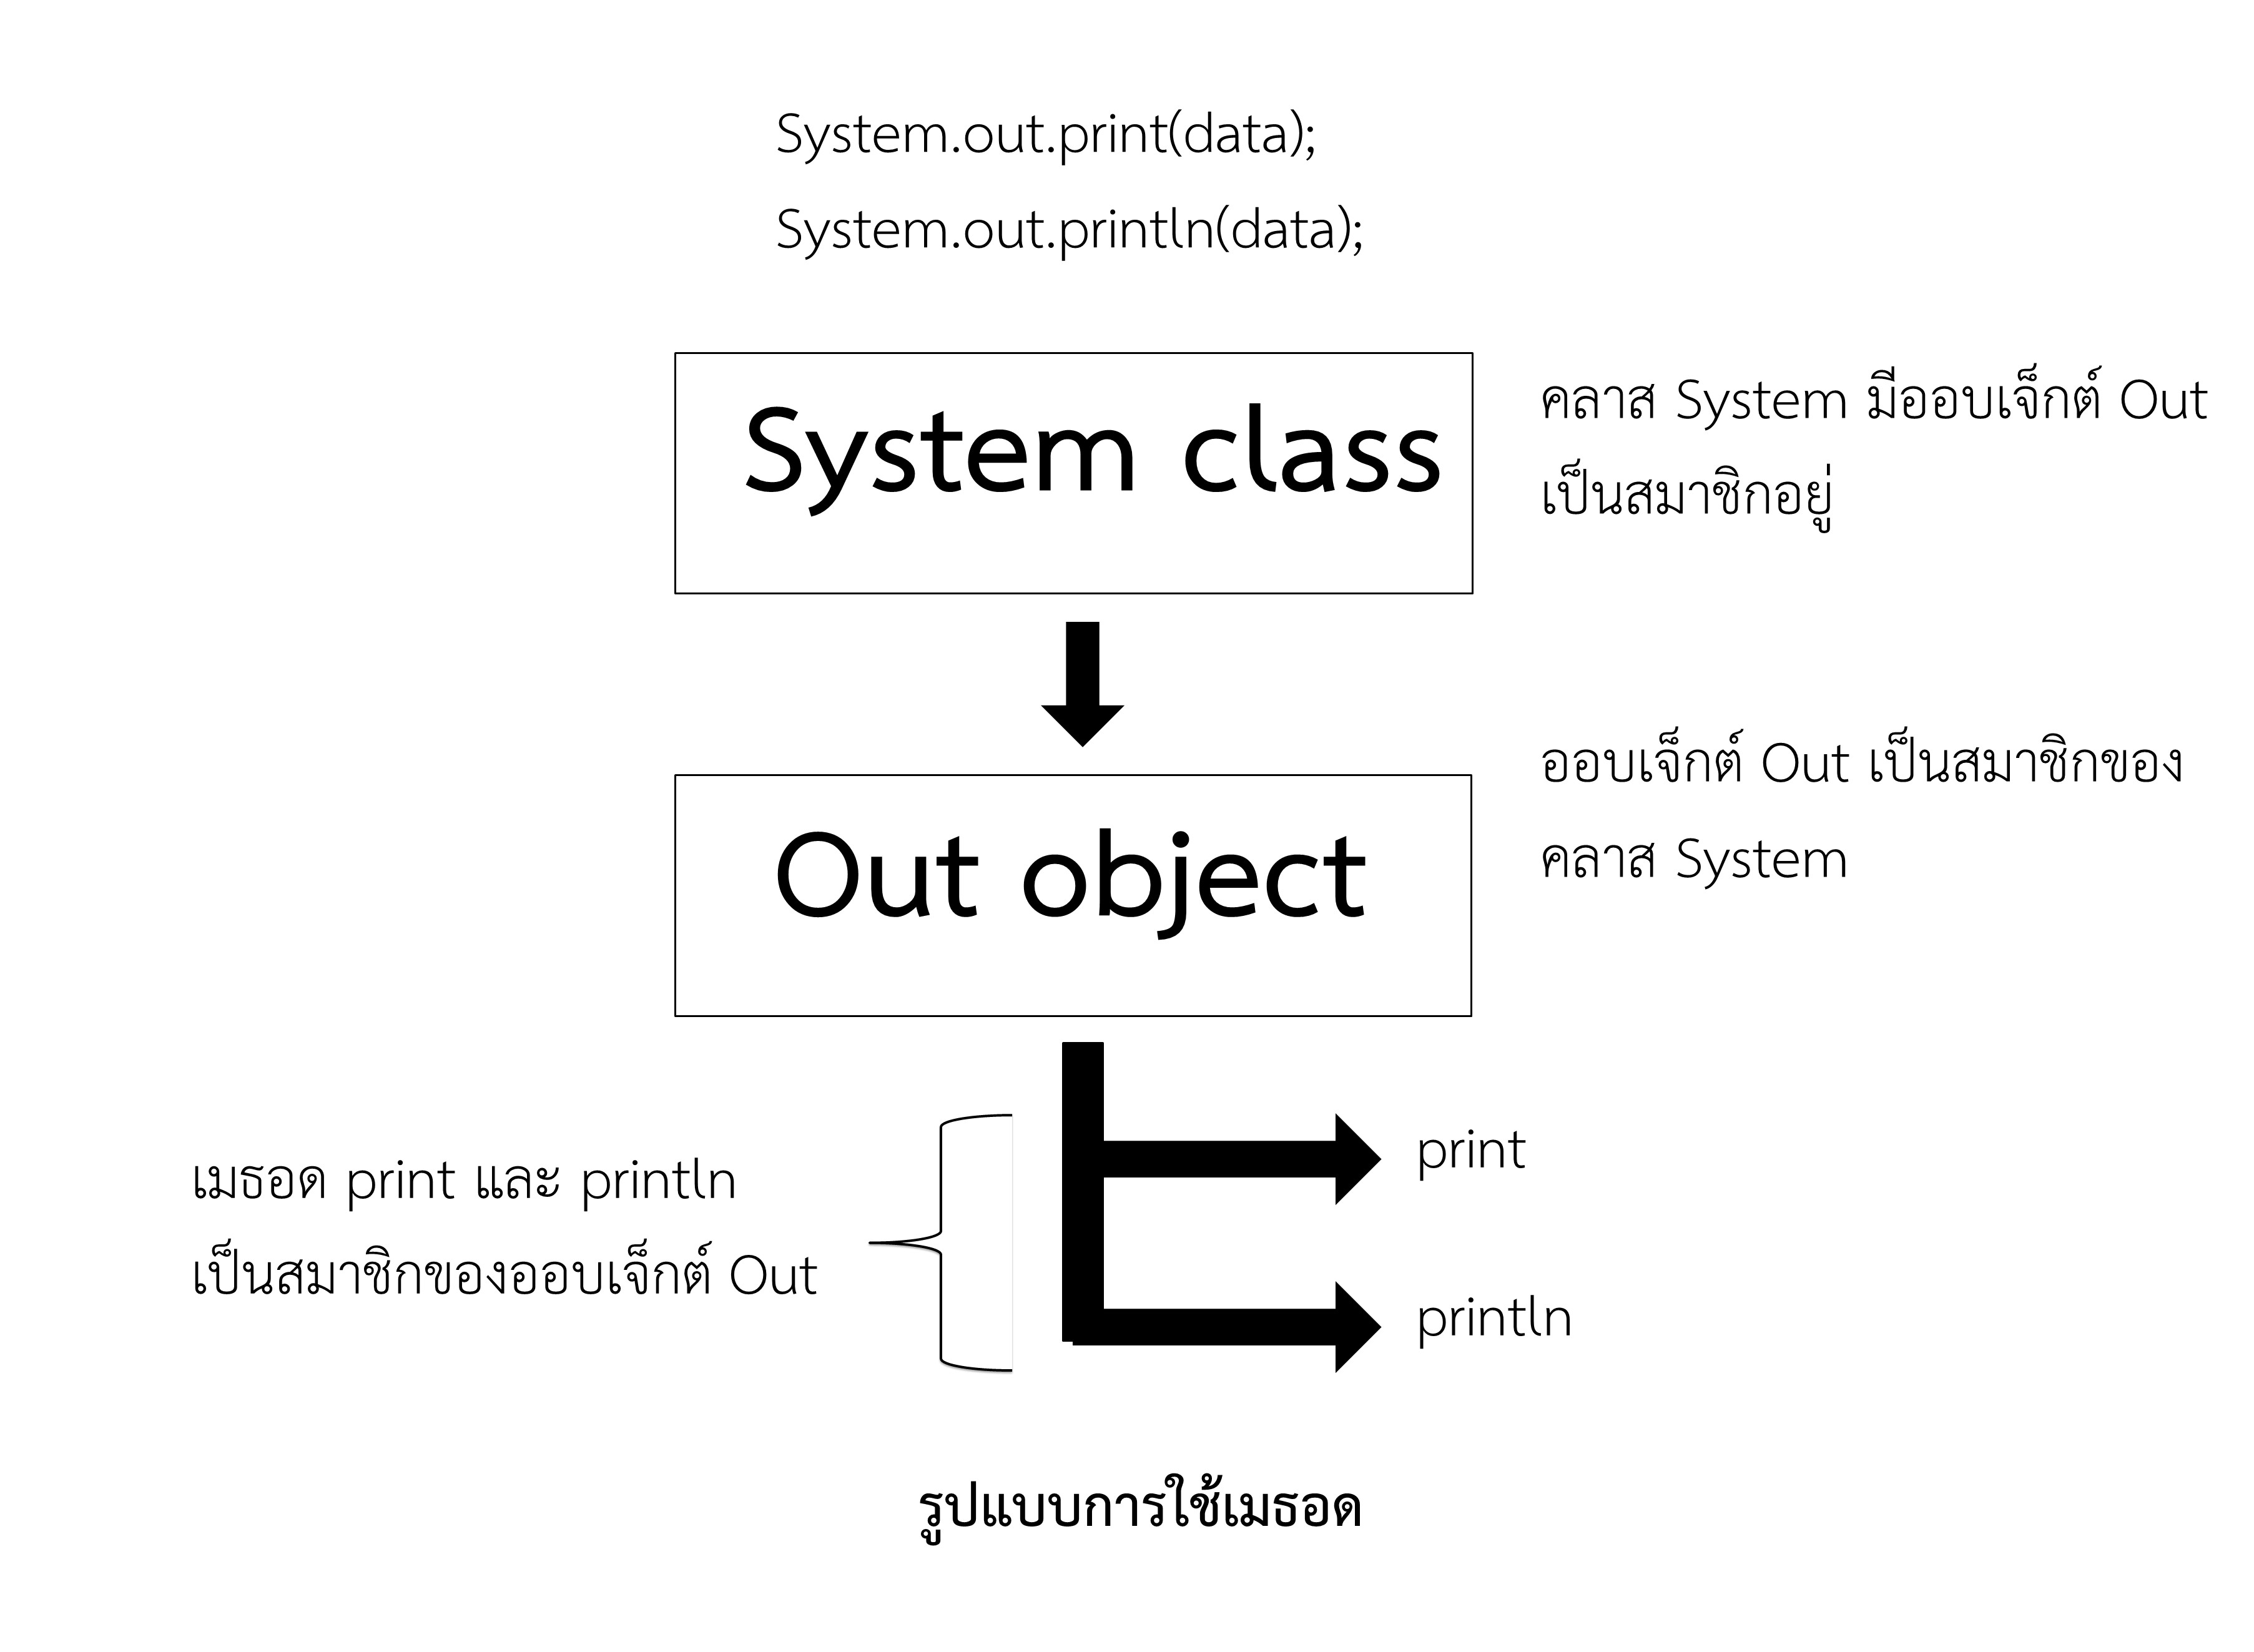 System.out.print(data);
System.out.println(data);
System class
คลาส System มีออบเจ็กต์ Out
เป็นสมาชิกอยู่
Out object
ออบเจ็กต์ Out เป็นสมาชิกของ
คลาส System
เมธอด print และ println
เป็นสมาชิกของออบเจ็กต์ Out
print
println
รูปแบบการใช้เมธอด